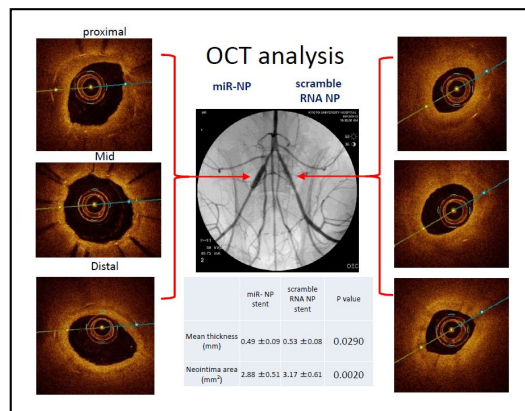 proximal
OCT analysis
miR-NP
scramble
RNA NP
Mid
Distal
miR- NP
stent
scramble
RNA NP
stent
P value
Mean thickness
(mm)
0.49 ±0.09
0.53 ±0.08
0.0290
Neointima area
(mm²)
2.88 ±0.51
3.17 ±0.61
0.0020